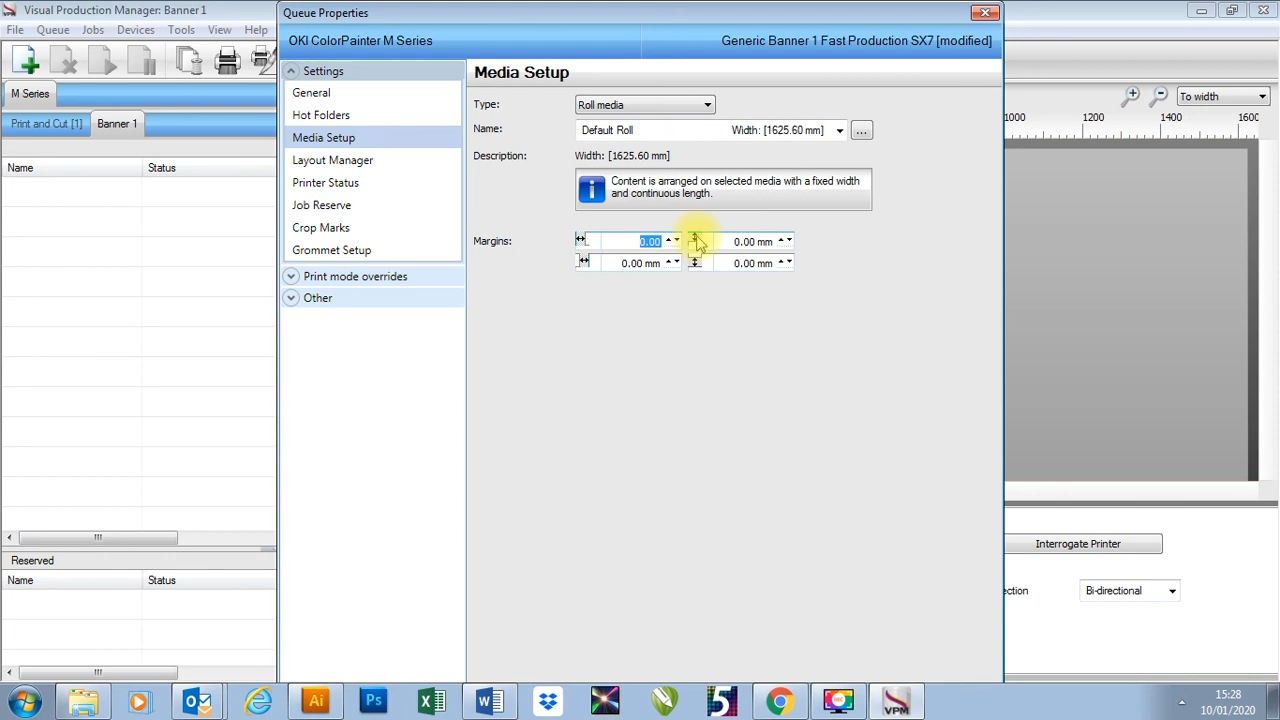 Visual Production Manager: Banner 1
File Queue Jobs Devices Tools View Help
M Series
Print and Cut [1] Banner 1
Name Status
Reserved
Name Status
Queue Properties
OKI ColorPainter M Series Generic Banner 1 Fast Production SX7 [modified]
Settings
General
Hot Folders
Media Setup
Layout Manager
Printer Status
Job Reserve
Crop Marks
Grommet Setup
Print mode overrides
Other
Media Setup
Type: Roll media
Name: Default Roll Width: [1625.60 mm] ...
Description: Width: [1625.60 mm]
Content is arranged on selected media with a fixed width
and continuous length.
Margins: 0.00 0.00 mm
0.00 mm 0.00 mm
To width
1000 1200 1400 1600
Interrogate Printer
ection Bi-directional
Ai Ps X W 5 VPM
15:28
10/01/2020